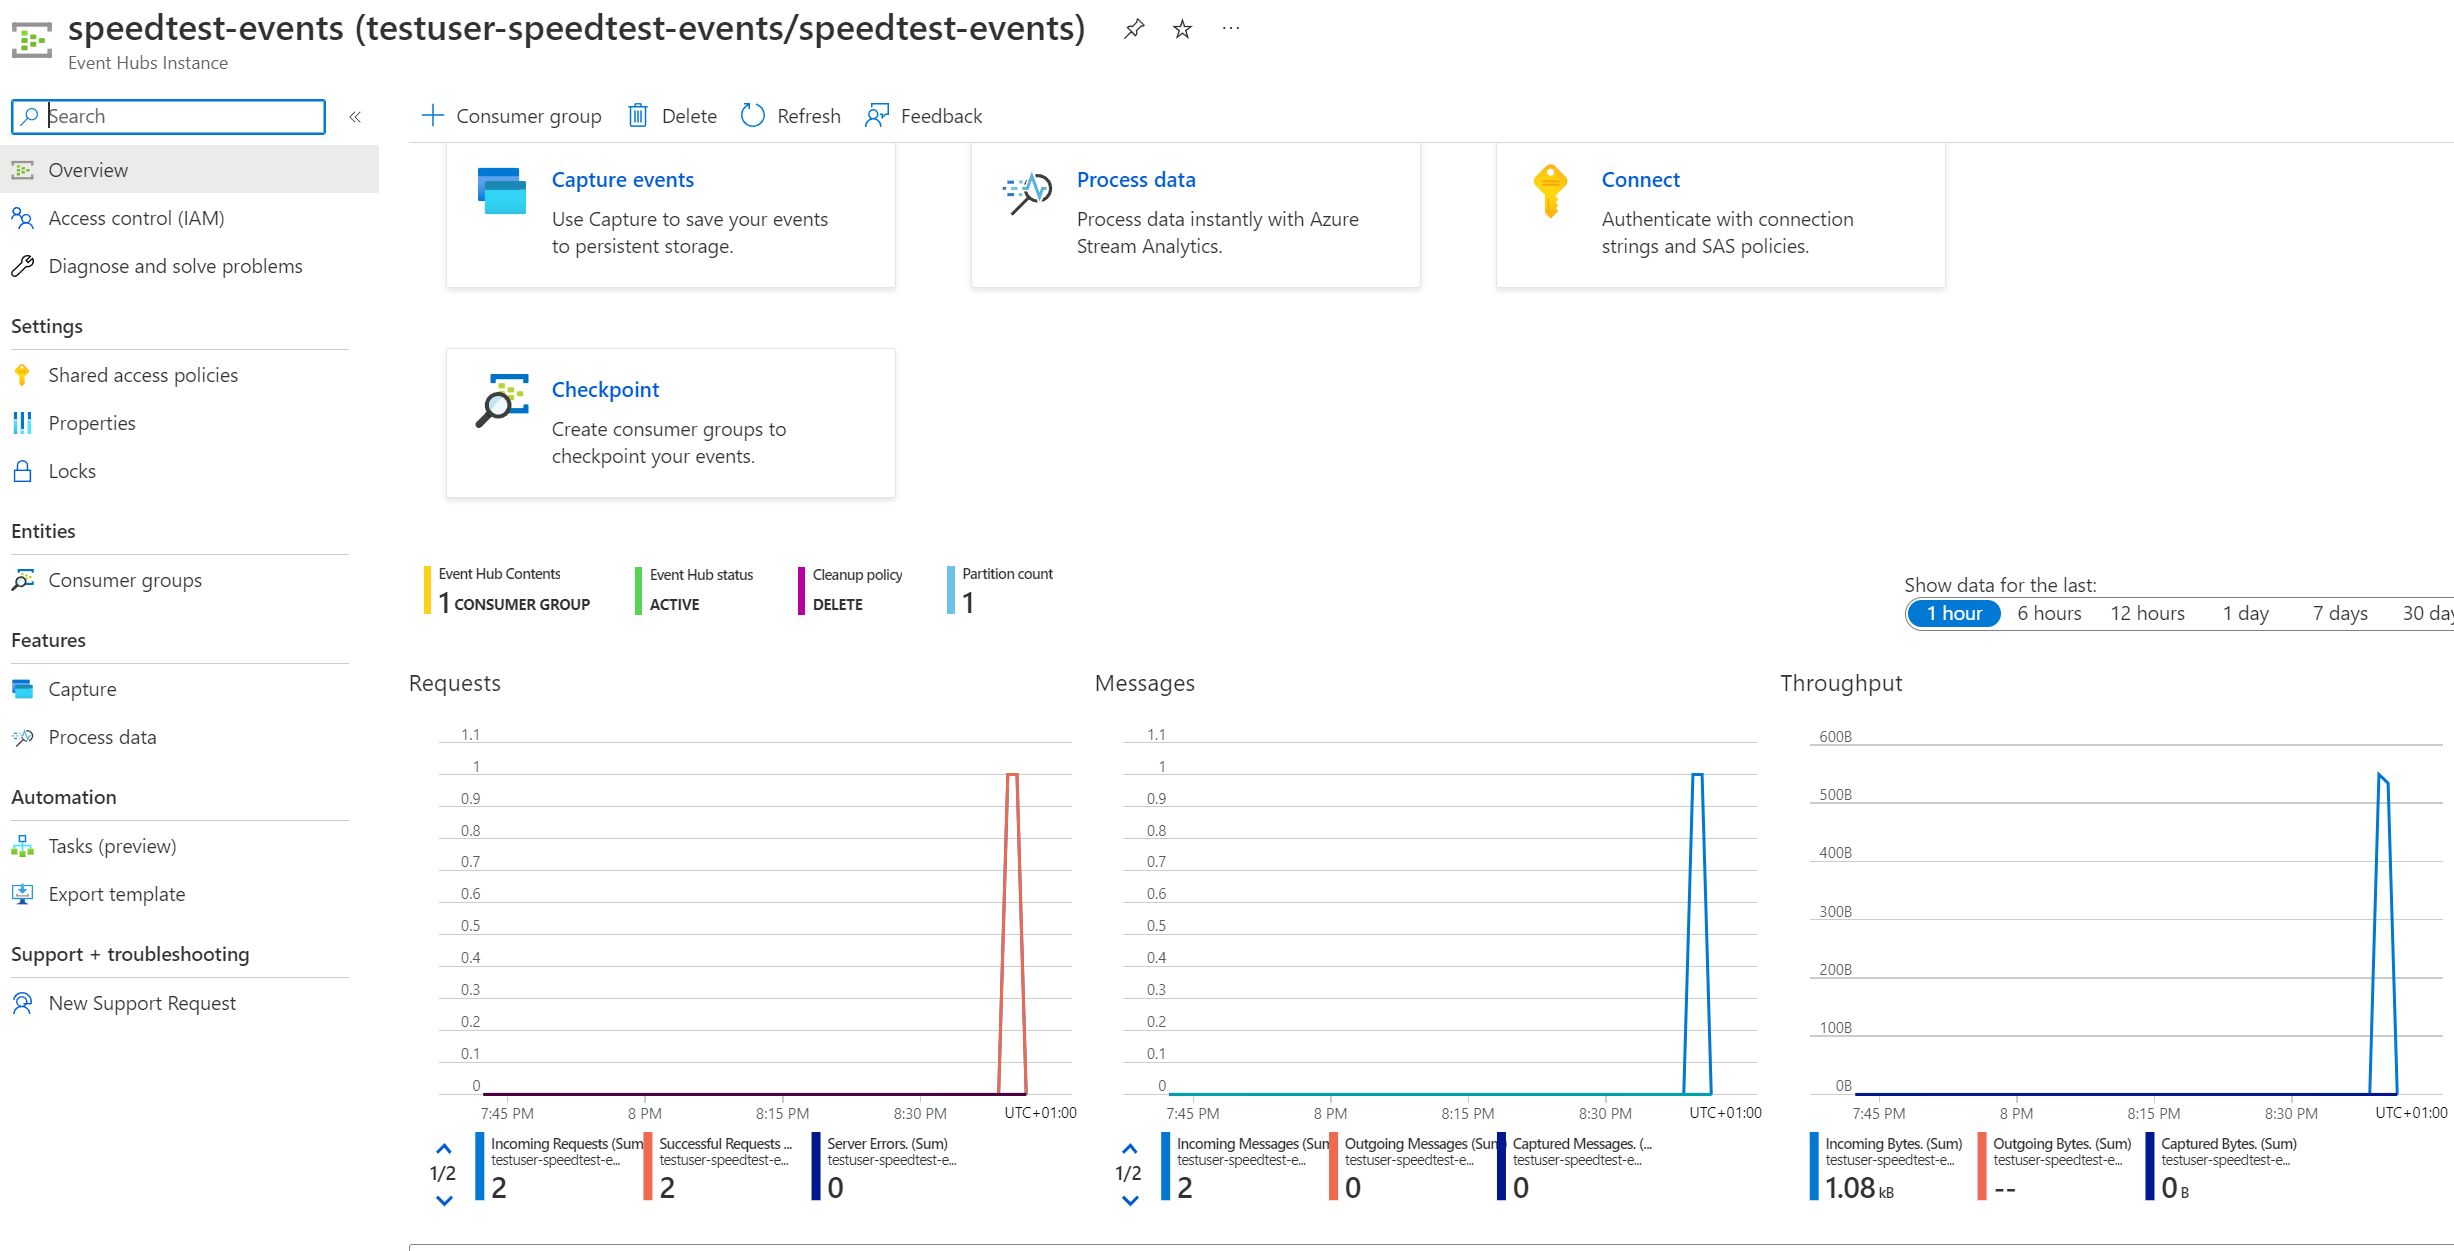 speedtest-events (testuser-speedtest-events/speedtest-events)
Event Hubs Instance
Search
Overview
Access control (IAM)
Diagnose and solve problems
Settings
Shared access policies
Properties
Locks
Entities
Consumer groups
Features
Capture
Process data
Automation
Tasks (preview)
Export template
Support + troubleshooting
New Support Request
Consumer group Delete Refresh Feedback
Capture events
Use Capture to save your events
to persistent storage.
Process data
Process data instantly with Azure
Stream Analytics.
Connect
Authenticate with connection
strings and SAS policies.
Checkpoint
Create consumer groups to
checkpoint your events.
Event Hub Contents
1 CONSUMER GROUP
Event Hub status
ACTIVE
Cleanup policy
DELETE
Partition count
1
Show data for the last:
1 hour 6 hours 12 hours 1 day 7 days 30 day
Requests
1.1
1
0.9
0.8
0.7
0.6
0.5
0.4
0.3
0.2
0.1
0
7:45 PM 8 PM 8:15 PM 8:30 PM UTC+01:00
1/2
Incoming Requests (Sum
testuser-speedtest-e...
2
Successful Requests ...
testuser-speedtest-e...
2
Server Errors. (Sum)
testuser-speedtest-e...
0
Messages
1.1
1
0.9
0.8
0.7
0.6
0.5
0.4
0.3
0.2
0.1
0
7:45 PM 8 PM 8:15 PM 8:30 PM UTC+01:00
1/2
Incoming Messages (Sum
testuser-speedtest-e...
2
Outgoing Messages (Sum
testuser-speedtest-e...
0
Captured Messages. (...
testuser-speedtest-e...
0
Throughput
600B
500B
400B
300B
200B
100B
0B
7:45 PM 8 PM 8:15 PM 8:30 PM UTC+01:00
Incoming Bytes. (Sum)
testuser-speedtest-e...
1.08 kB
Outgoing Bytes. (Sum)
testuser-speedtest-e...
--
Captured Bytes. (Sum)
testuser-speedtest-e...
0 B